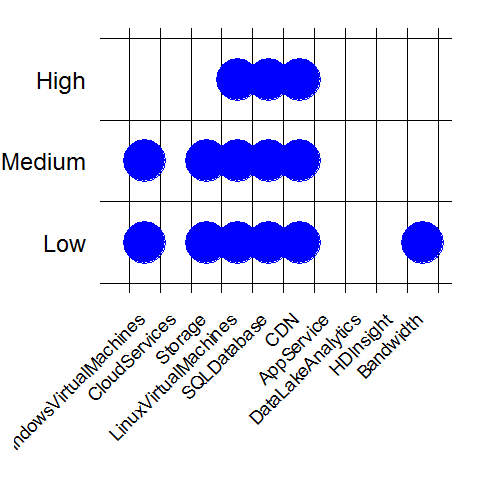 High
Medium
Low
ndowsVirtualMachines
CloudServices
Storage
LinuxVirtualMachines
SQLDatabase
CDN
AppService
DataLakeAnalytics
HDInsight
Bandwidth